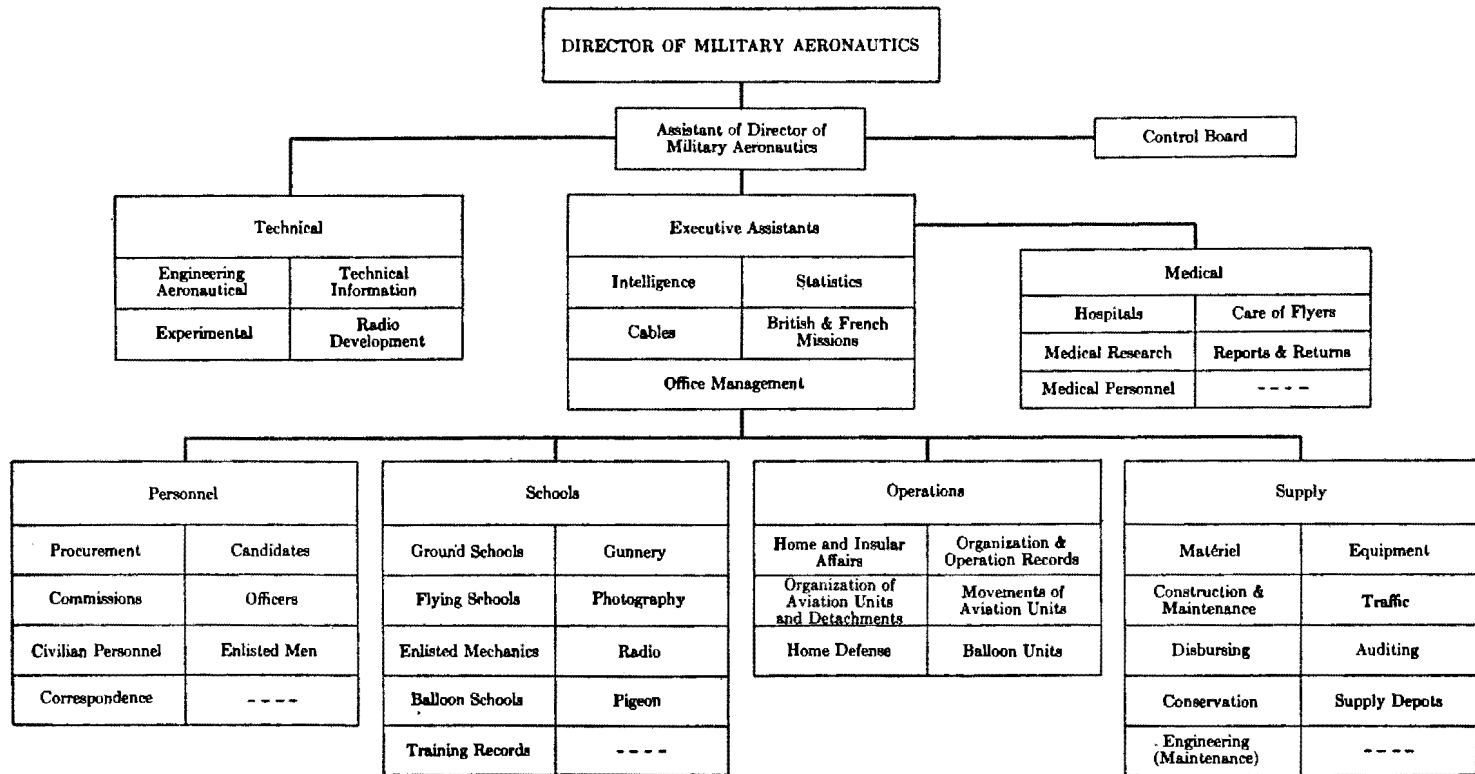 DIRECTOR OF MILITARY AERONAUTICS
Assistant of Director of
Military Aeronautics
Control Board
Technical
Engineering
Aeronautical
Technical
Information
Experimental
Radio
Development
Executive Assistants
Intelligence
Statistics
Cables
British & French
Missions
Office Management
Medical
Hospitals
Care of Flyers
Medical Research
Reports & Returns
Medical Personnel
----
Personnel
Procurement
Candidates
Commissions
Officers
Civilian Personnel
Enlisted Men
Correspondence
----
Schools
Ground Schools
Gunnery
Flying Schools
Photography
Enlisted Mechanics
Radio
Balloon Schools
Pigeon
Training Records
----
Operations
Home and Insular
Affairs
Organization &
Operation Records
Organization of
Aviation Units
and Detachments
Movements of
Aviation Units
Home Defense
Balloon Units
Supply
Matériel
Equipment
Construction &
Maintenance
Traffic
Disbursing
Auditing
Conservation
Supply Depots
Engineering
(Maintenance)
----